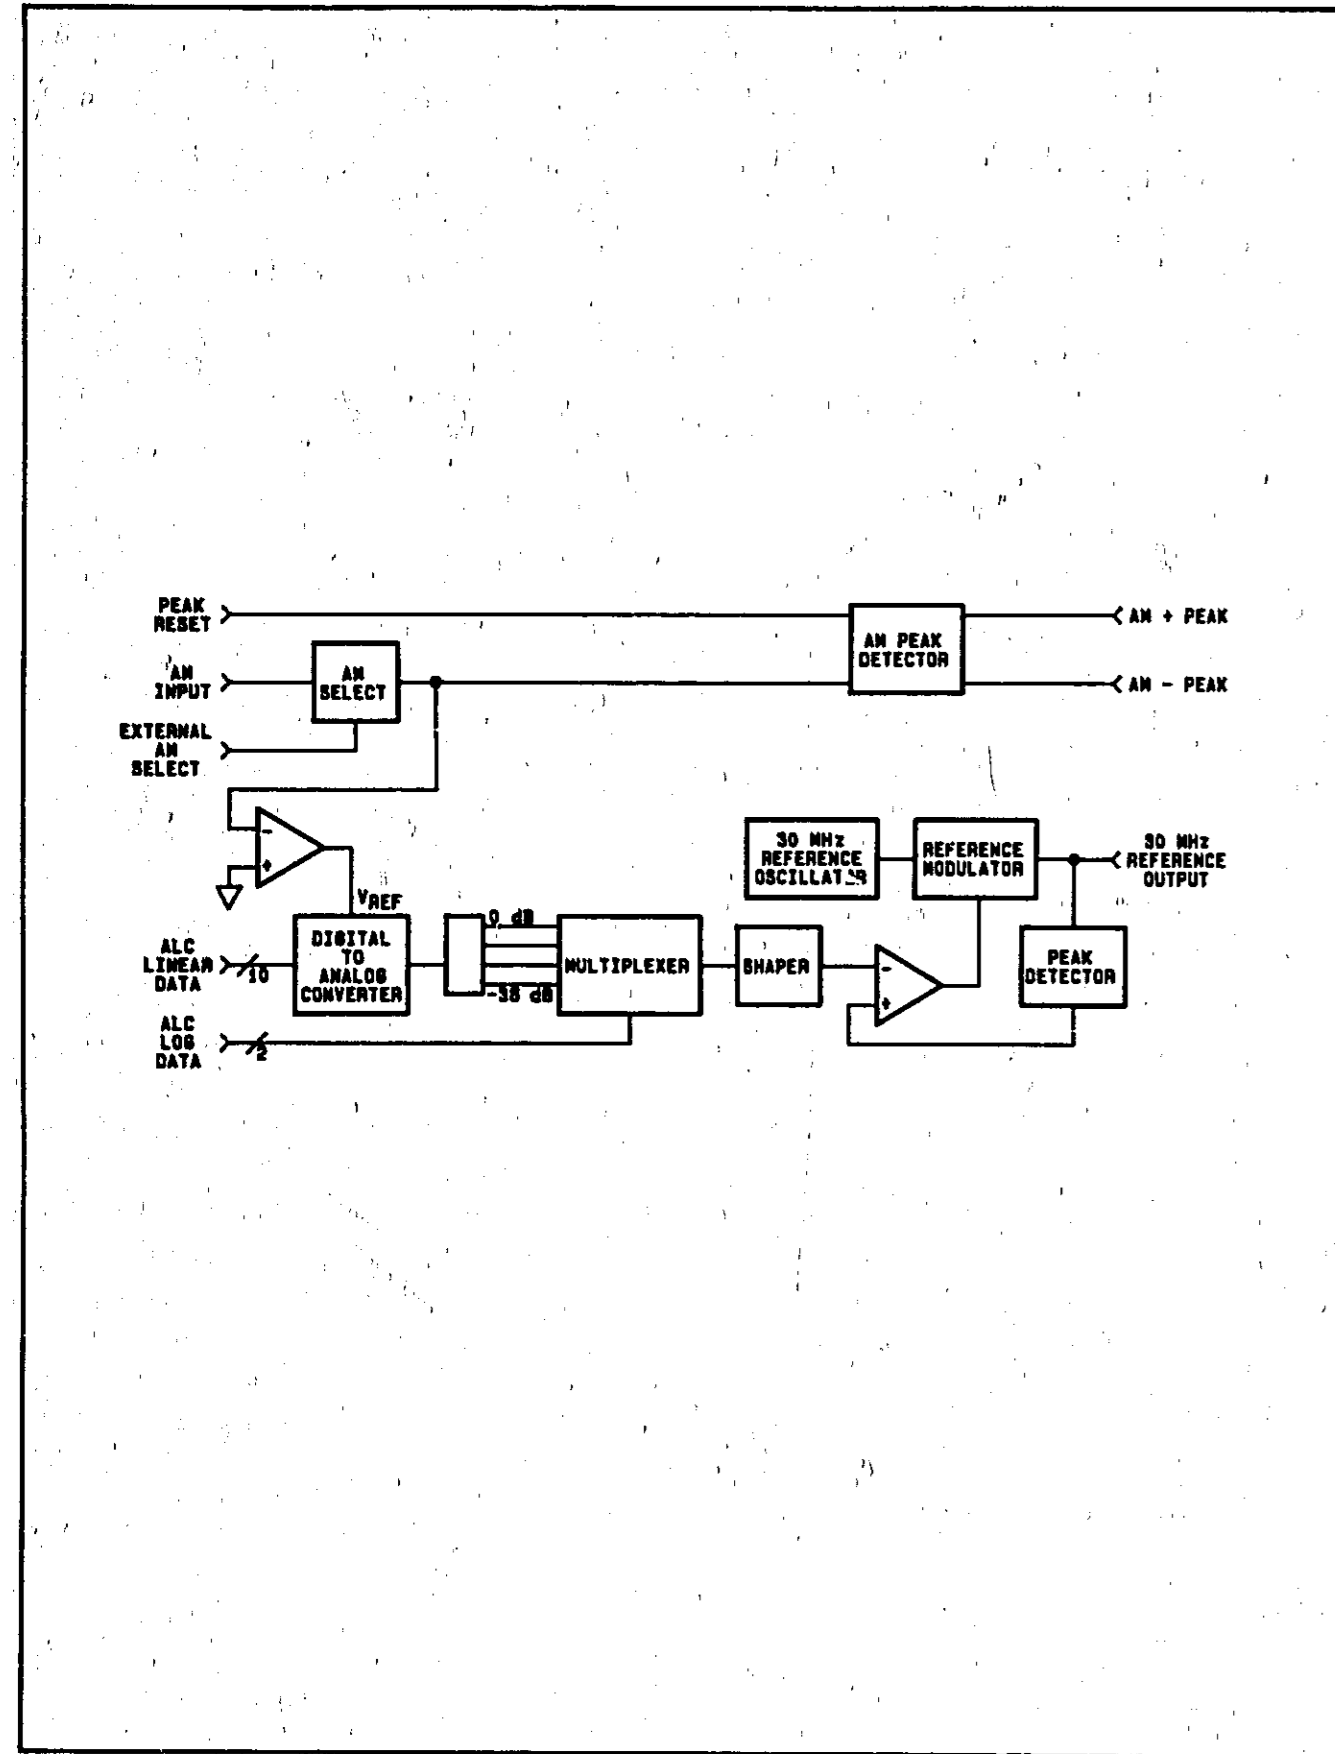 PEAK
RESET
AM + PEAK
AM PEAK
DETECTOR
AM
INPUT
AM
SELECT
AM - PEAK
EXTERNAL
AM
SELECT
-
+
VREF
30 MHz
REFERENCE
OSCILLATOR
REFERENCE
MODULATOR
30 MHz
REFERENCE
OUTPUT
ALC
LINEAR
DATA
10
DIGITAL
TO
ANALOG
CONVERTER
0 dB
MULTIPLEXER
SHAPER
-
+
PEAK
DETECTOR
ALC
LOG
DATA
2